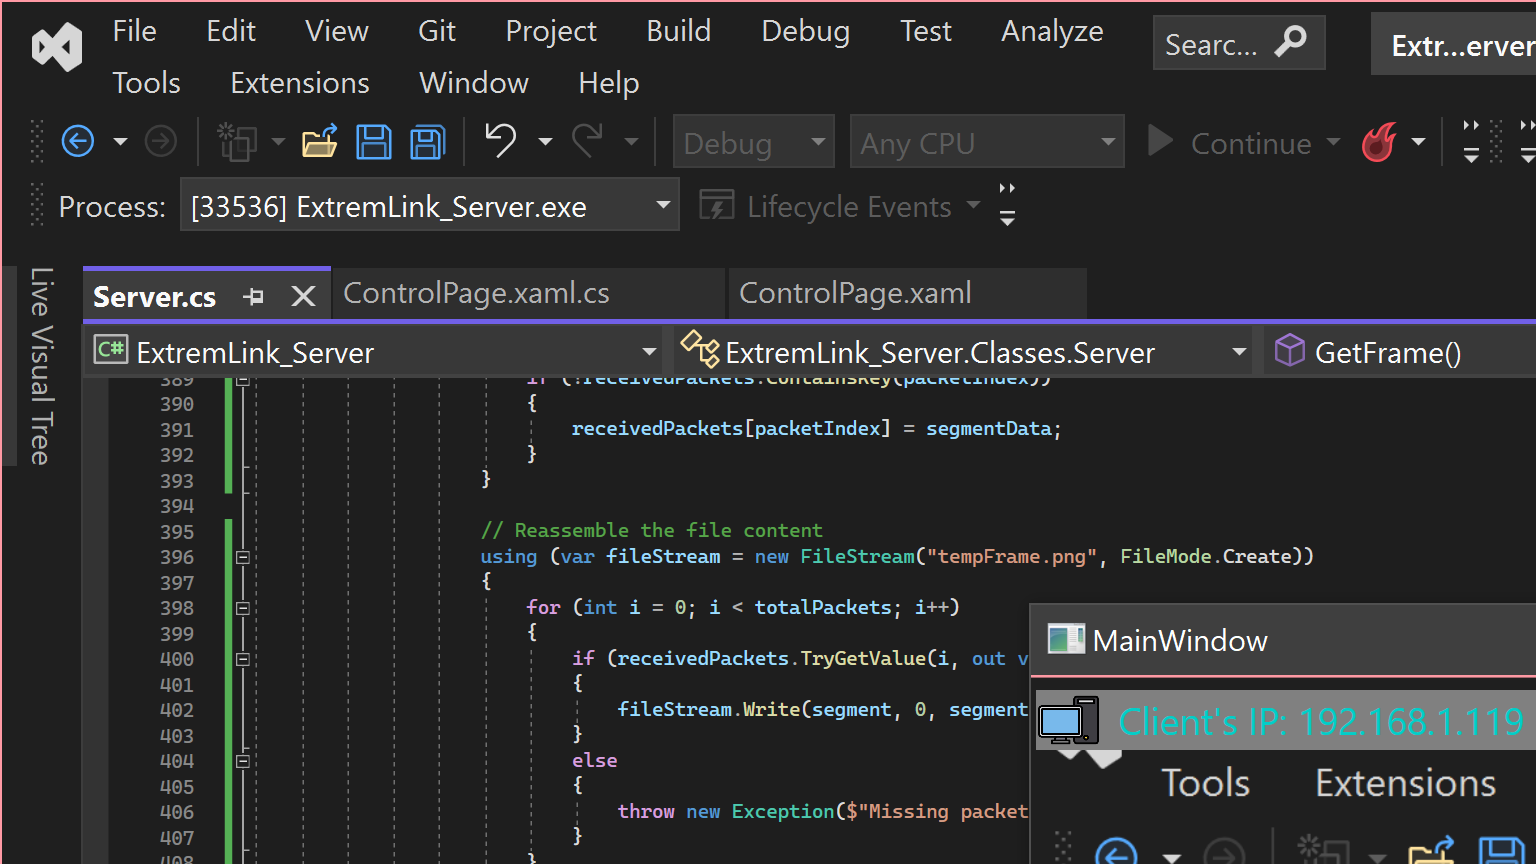 File Edit View Git Project Build Debug Test Analyze Searc... Extr...erver
Tools Extensions Window Help
Debug Any CPU Continue
Process: [33536] ExtremLink_Server.exe Lifecycle Events
Live Visual Tree
Server.cs ControlPage.xaml.cs ControlPage.xaml
C# ExtremLink_Server ExtremLink_Server.Classes.Server GetFrame()
389 if (!receivedPackets.ContainsKey(packetIndex))
390 {
391 receivedPackets[packetIndex] = segmentData;
392 }
393 }
394
395 // Reassemble the file content
396 using (var fileStream = new FileStream("tempFrame.png", FileMode.Create))
397 {
398 for (int i = 0; i < totalPackets; i++)
399 {
400 if (receivedPackets.TryGetValue(i, out v
401 {
402 fileStream.Write(segment, 0, segment
403 }
404 else
405 {
406 throw new Exception($"Missing packet
407 }
408 }
MainWindow
Client's IP: 192.168.1.119
Tools Extensions